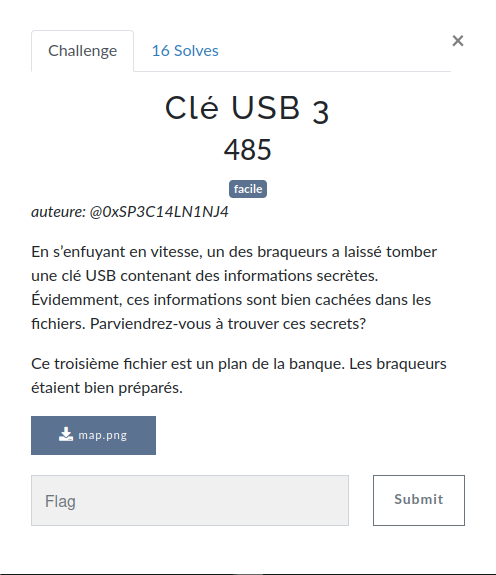 Challenge
16 Solves
×
Clé USB 3
485
facile
auteure: @0xSP3C14LN1NJ4
En s’enfuyant en vitesse, un des braqueurs a laissé tomber
une clé USB contenant des informations secrètes.
Évidemment, ces informations sont bien cachées dans les
fichiers. Parviendrez-vous à trouver ces secrets?
Ce troisième fichier est un plan de la banque. Les braqueurs
étaient bien préparés.
map.png
Flag
Submit